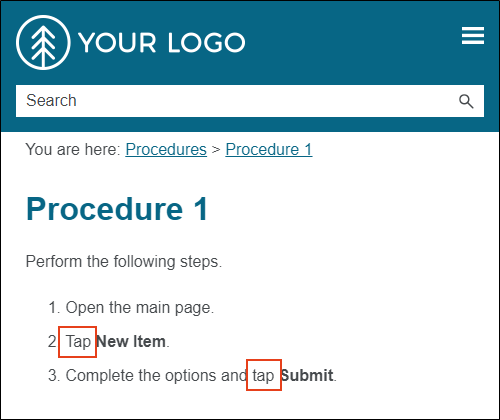 YOUR LOGO
Search
You are here: Procedures > Procedure 1
Procedure 1
Perform the following steps.
1. Open the main page.
2. Tap New Item.
3. Complete the options and tap Submit.